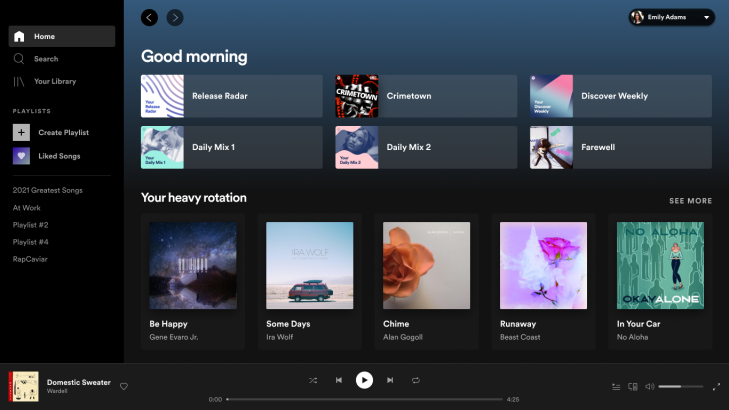 Home
Search
Your Library
PLAYLISTS
Create Playlist
Liked Songs
2021 Greatest Songs
At Work
Playlist #2
Playlist #4
RapCaviar
Emily Adams
Good morning
Your
Release
Radar
Release Radar
CRIMETOWN
Crimetown
Your
Discover
Weekly
Discover Weekly
Your
Daily Mix 1
Daily Mix 1
Your
Daily Mix 2
Daily Mix 2
Farewell
Your heavy rotation
SEE MORE
Be Happy
Gene Evaro Jr.
IRA WOLF
Some Days
Ira Wolf
Chime
Alan Gogoll
Runaway
Beast Coast
NO ALOHA
OKAY ALONE
In Your Car
No Aloha
Domestic Sweater
Wardell
0:00
4:25